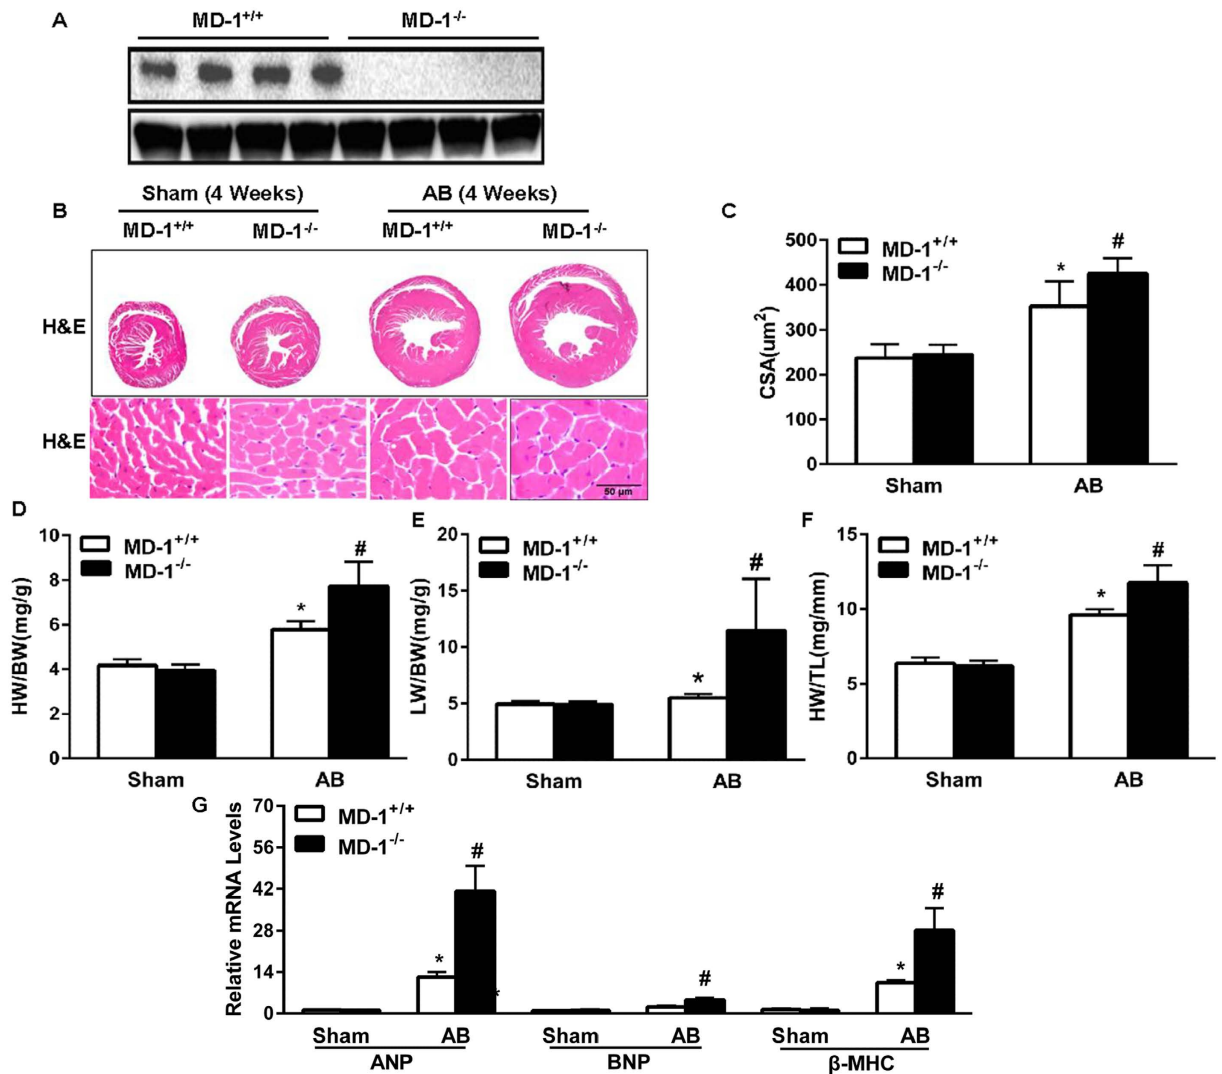 A
MD-1+/+ MD-1-/-
B
Sham (4 Weeks) AB (4 Weeks)
MD-1+/+ MD-1-/- MD-1+/+ MD-1-/-
H&E
H&E
50 μm
C
CSA(um²)
500
400
300
200
100
0
MD-1+/+
MD-1-/-
*
#
Sham AB
D
HW/BW(mg/g)
10
8
6
4
2
0
MD-1+/+
MD-1-/-
*
#
Sham AB
E
LW/BW(mg/g)
20
15
10
5
0
MD-1+/+
MD-1-/-
*
#
Sham AB
F
HW/TL(mg/mm)
15
10
5
0
MD-1+/+
MD-1-/-
*
#
Sham AB
G
Relative mRNA Levels
70
56
42
28
14
0
MD-1+/+
MD-1-/-
*
#
*
#
*
#
Sham AB Sham AB Sham AB
ANP BNP β-MHC